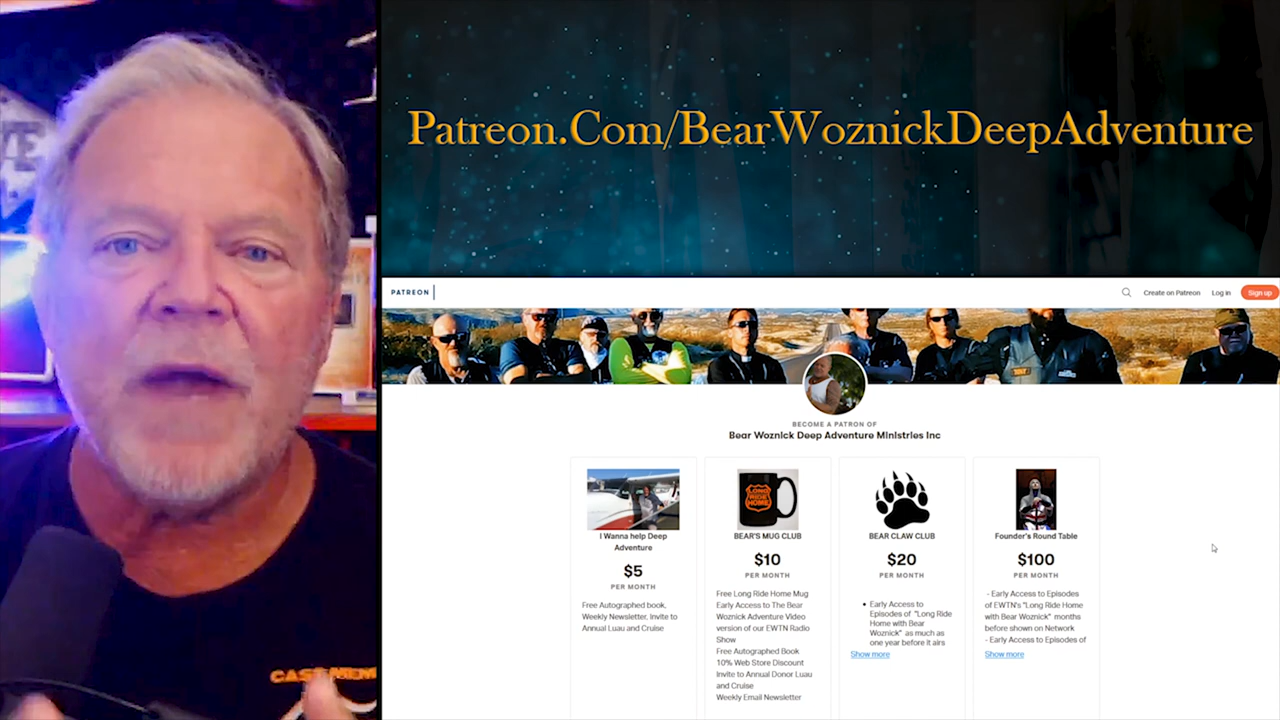 Patreon.Com/BearWoznickDeepAdventure
PATREON
Create on Patreon
Log in
Sign up
BECOME A PATRON OF
Bear Woznick Deep Adventure Ministries Inc
I Wanna help Deep
Adventure
$5
PER MONTH
Free Autographed book,
Weekly Newsletter, Invite to
Annual Luau and Cruise
LONG
RIDE
HOME
BEAR'S MUG CLUB
$10
PER MONTH
Free Long Ride Home Mug
Early Access to The Bear
Woznick Adventure Video
version of our EWTN Radio
Show
Free Autographed Book
10% Web Store Discount
Invite to Annual Donor Luau
and Cruise
Weekly Email Newsletter
BEAR CLAW CLUB
$20
PER MONTH
• Early Access to
Episodes of "Long Ride
Home with Bear
Woznick" as much as
one year before it airs
Show more
Founder's Round Table
$100
PER MONTH
- Early Access to Episodes
of EWTN's "Long Ride Home
with Bear Woznick" months
before shown on Network
- Early Access to Episodes of
Show more